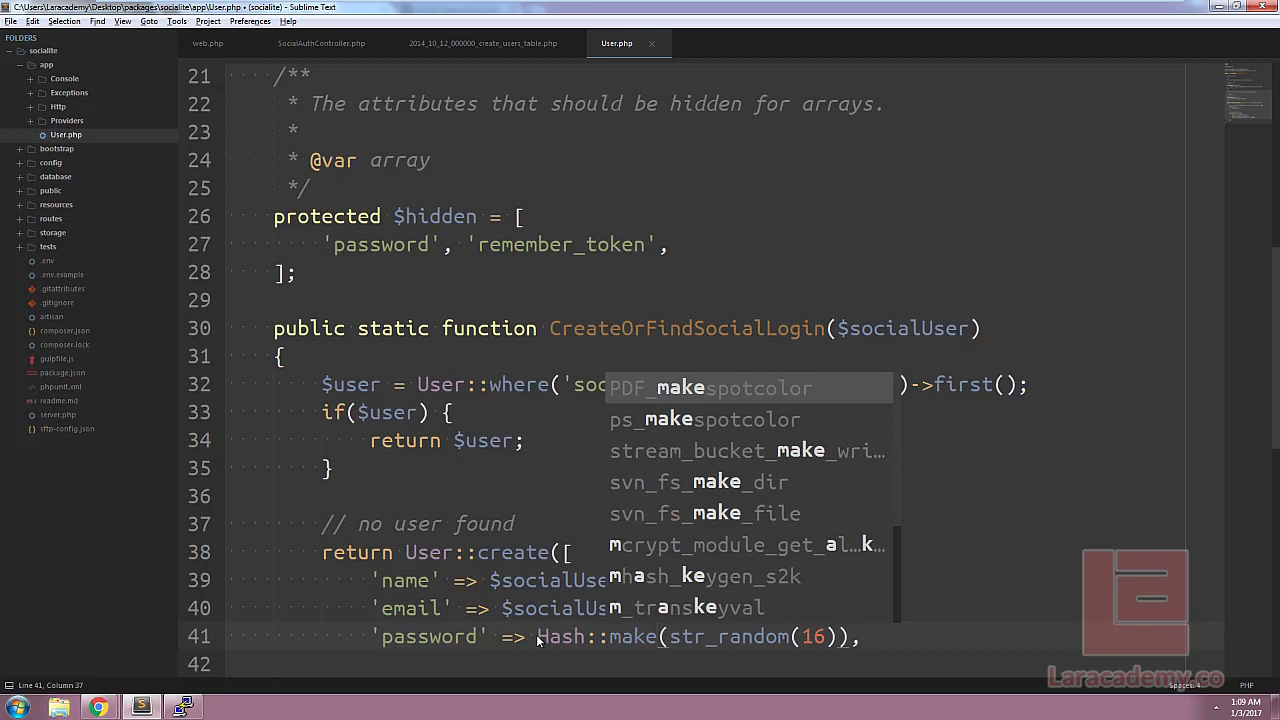 C:\Users\Laracademy\Desktop\packages\socialite\app\User.php • (socialite) - Sublime Text
File Edit Selection Find View Goto Tools Project Preferences Help
FOLDERS
socialite
app
Console
Exceptions
Http
Providers
User.php
bootstrap
config
database
public
resources
routes
storage
tests
.env
.env.example
.gitattributes
.gitignore
artisan
composer.json
composer.lock
gulpfile.js
package.json
phpunit.xml
readme.md
server.php
sftp-config.json
web.php SocialAuthController.php 2014_10_12_000000_create_users_table.php User.php
21 /**
22 * The attributes that should be hidden for arrays.
23 *
24 * @var array
25 */
26 protected $hidden = [
27 'password', 'remember_token',
28 ];
29
30 public static function CreateOrFindSocialLogin($socialUser)
31 {
32 $user = User::where('soc )->first();
33 if($user) {
34 return $user;
35 }
36
37 // no user found
38 return User::create([
39 'name' => $socialUse
40 'email' => $socialUs
41 'password' => Hash::make(str_random(16)),
42
PDF_makespotcolor
ps_makespotcolor
stream_bucket_make_wri…
svn_fs_make_dir
svn_fs_make_file
mcrypt_module_get_al…k…
mhash_keygen_s2k
m_transkeyval
Laracademy.co
Line 41, Column 37 Spaces: 4 PHP
1:09 AM
1/3/2017